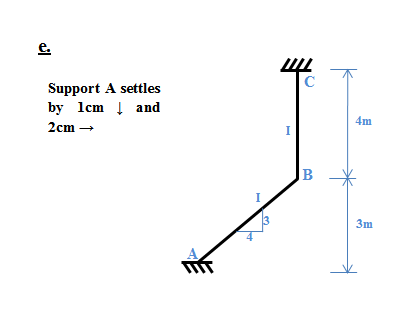 e.
Support A settles
by 1cm ↓ and
2cm →
C
4m
I
B
I
3
3m
4
A